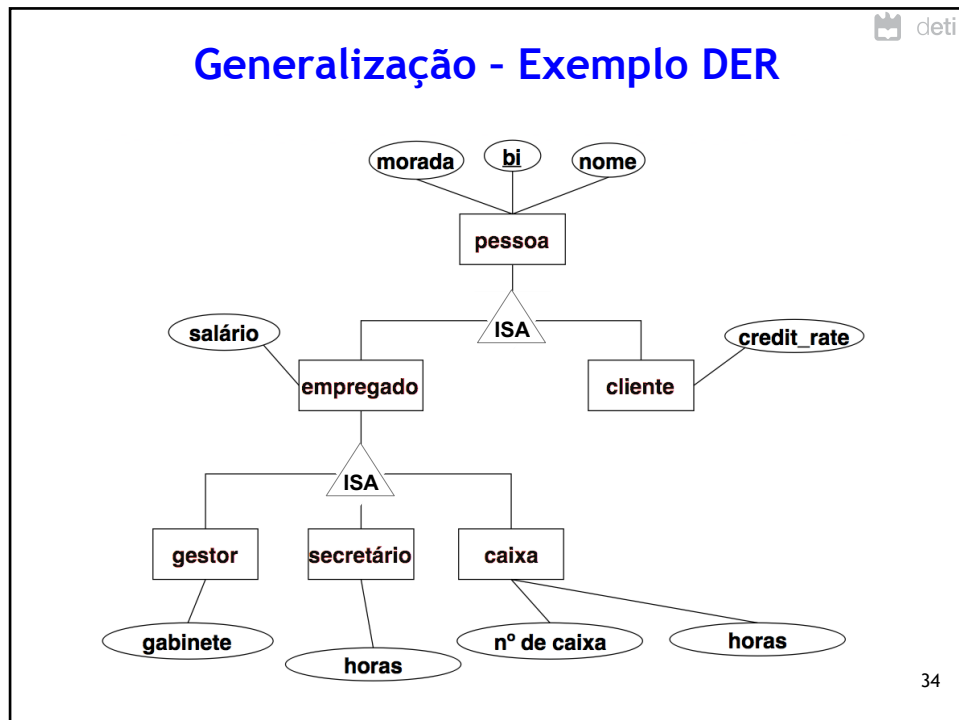 deti
Generalização - Exemplo DER
morada
bi
nome
pessoa
ISA
salário
credit_rate
empregado
cliente
ISA
gestor
secretário
caixa
gabinete
horas
nº de caixa
horas
34